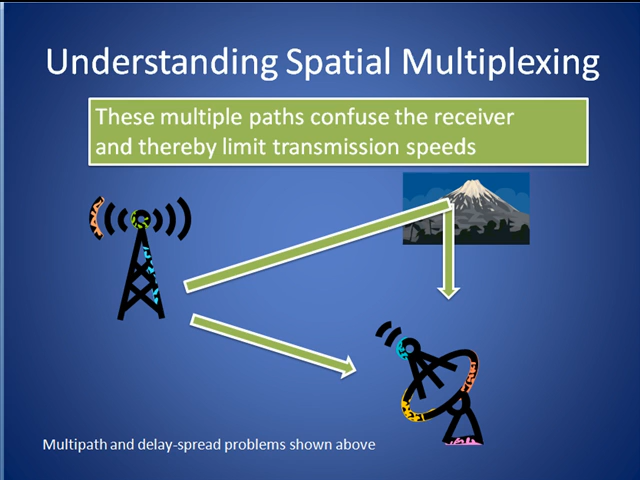 Understanding Spatial Multiplexing
These multiple paths confuse the receiver
and thereby limit transmission speeds
Multipath and delay-spread problems shown above